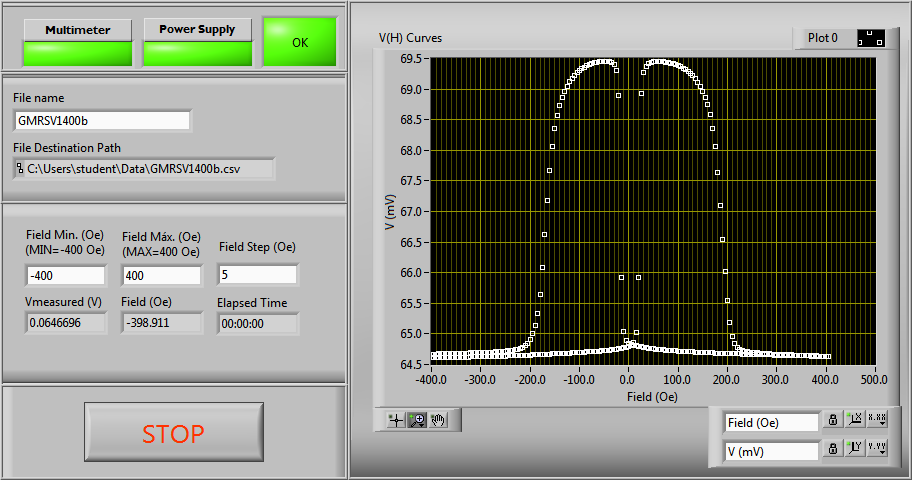 Multimeter
Power Supply
OK
File name
GMRSV1400b
File Destination Path
C:\Users\student\Data\GMRSV1400b.csv
Field Min. (Oe)
(MIN=-400 Oe)
Field Máx. (Oe)
(MAX=400 Oe)
Field Step (Oe)
-400
400
5
Vmeasured (V)
Field (Oe)
Elapsed Time
0.0646696
-398.911
00:00:00
STOP
V(H) Curves
Plot 0
69.5
69.0
68.5
68.0
67.5
67.0
66.5
66.0
65.5
65.0
64.5
V (mV)
-400.0 -300.0 -200.0 -100.0 0.0 100.0 200.0 300.0 400.0 500.0
Field (Oe)
Field (Oe)
X
X.XX
V (mV)
Y
Y.YY